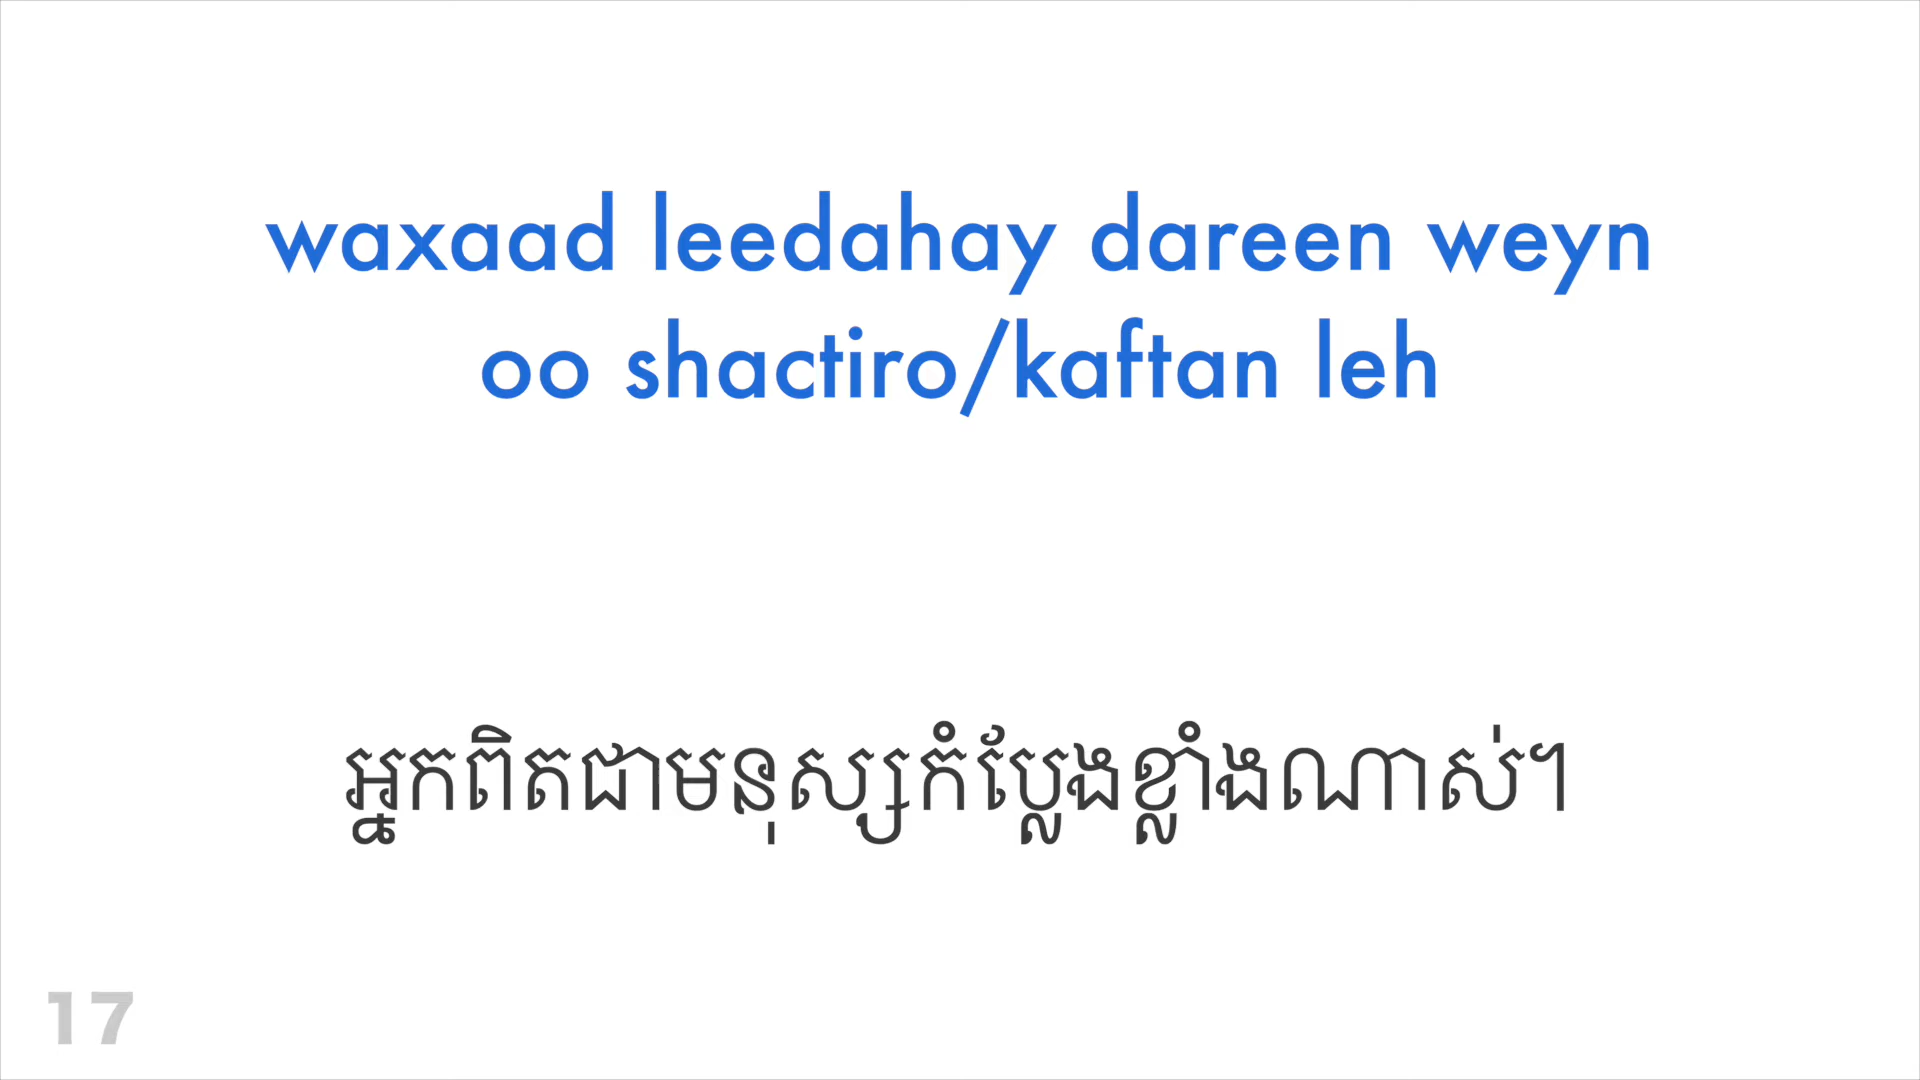 waxaad leedahay dareen weyn
oo shactiro/kaftan leh
អ្នកពិតជាមនុស្សកំប្លែងខ្លាំងណាស់។
17